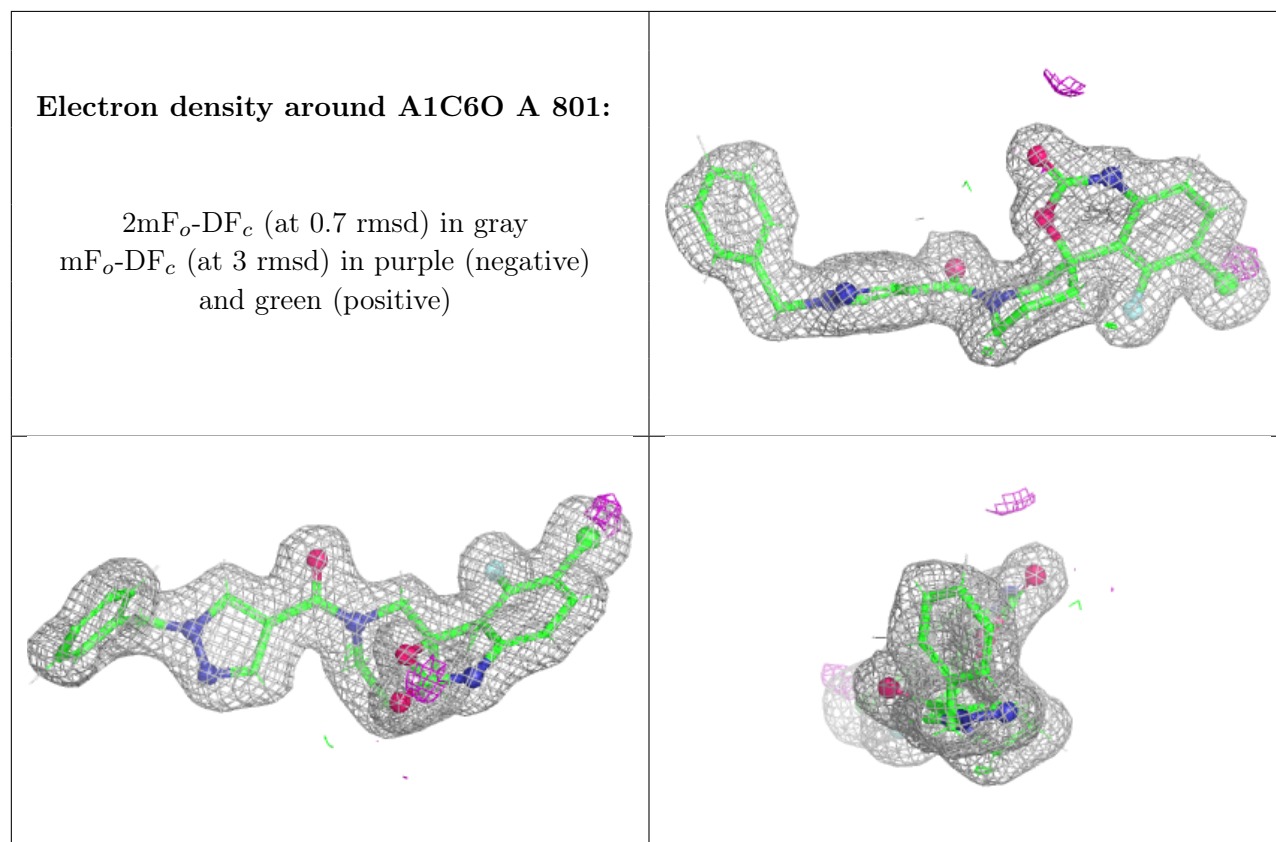 Electron density around A1C6O A 801:
2mFo-DFc (at 0.7 rmsd) in gray
mFo-DFc (at 3 rmsd) in purple (negative)
and green (positive)